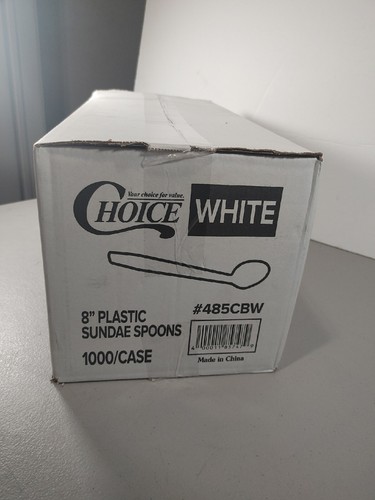 Your choice for value.
CHOICE WHITE
#485CBW
8" PLASTIC
SUNDAE SPOONS
1000/CASE
Made in China